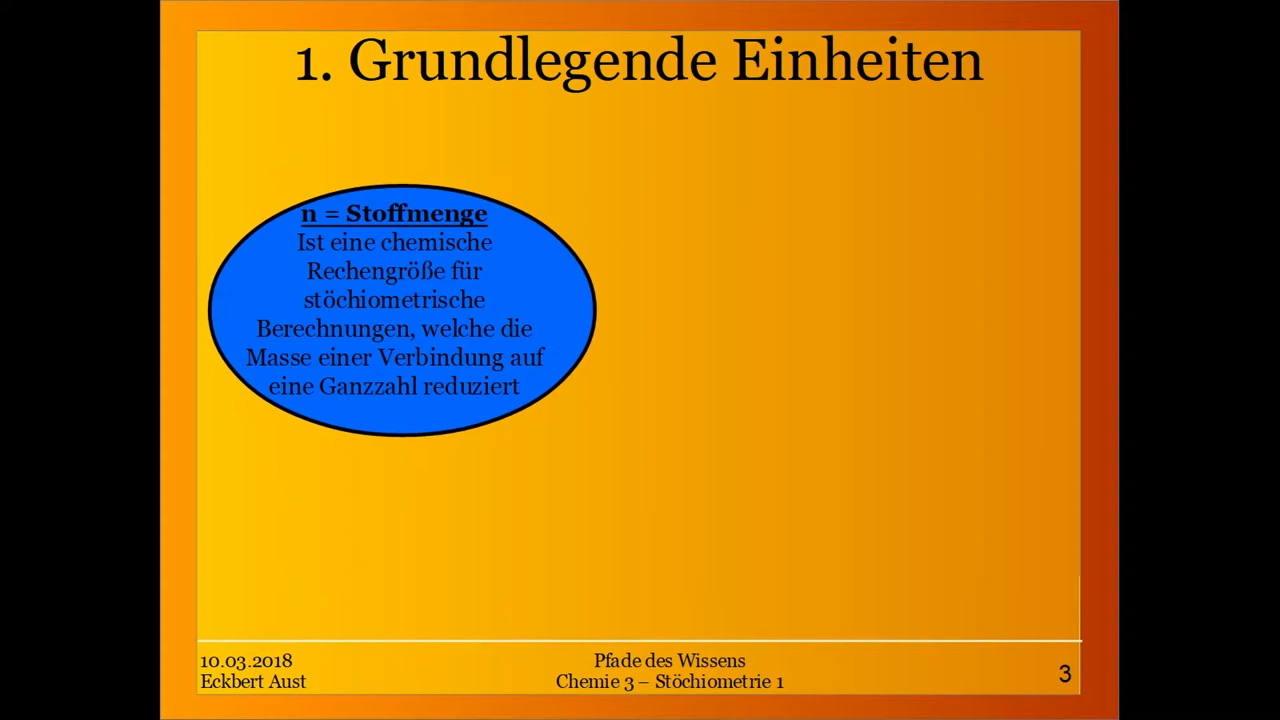 1. Grundlegende Einheiten
n = Stoffmenge
Ist eine chemische
Rechengröße für
stöchiometrische
Berechnungen, welche die
Masse einer Verbindung auf
eine Ganzzahl reduziert
10.03.2018
Eckbert Aust
Pfade des Wissens
Chemie 3 – Stöchiometrie 1
3